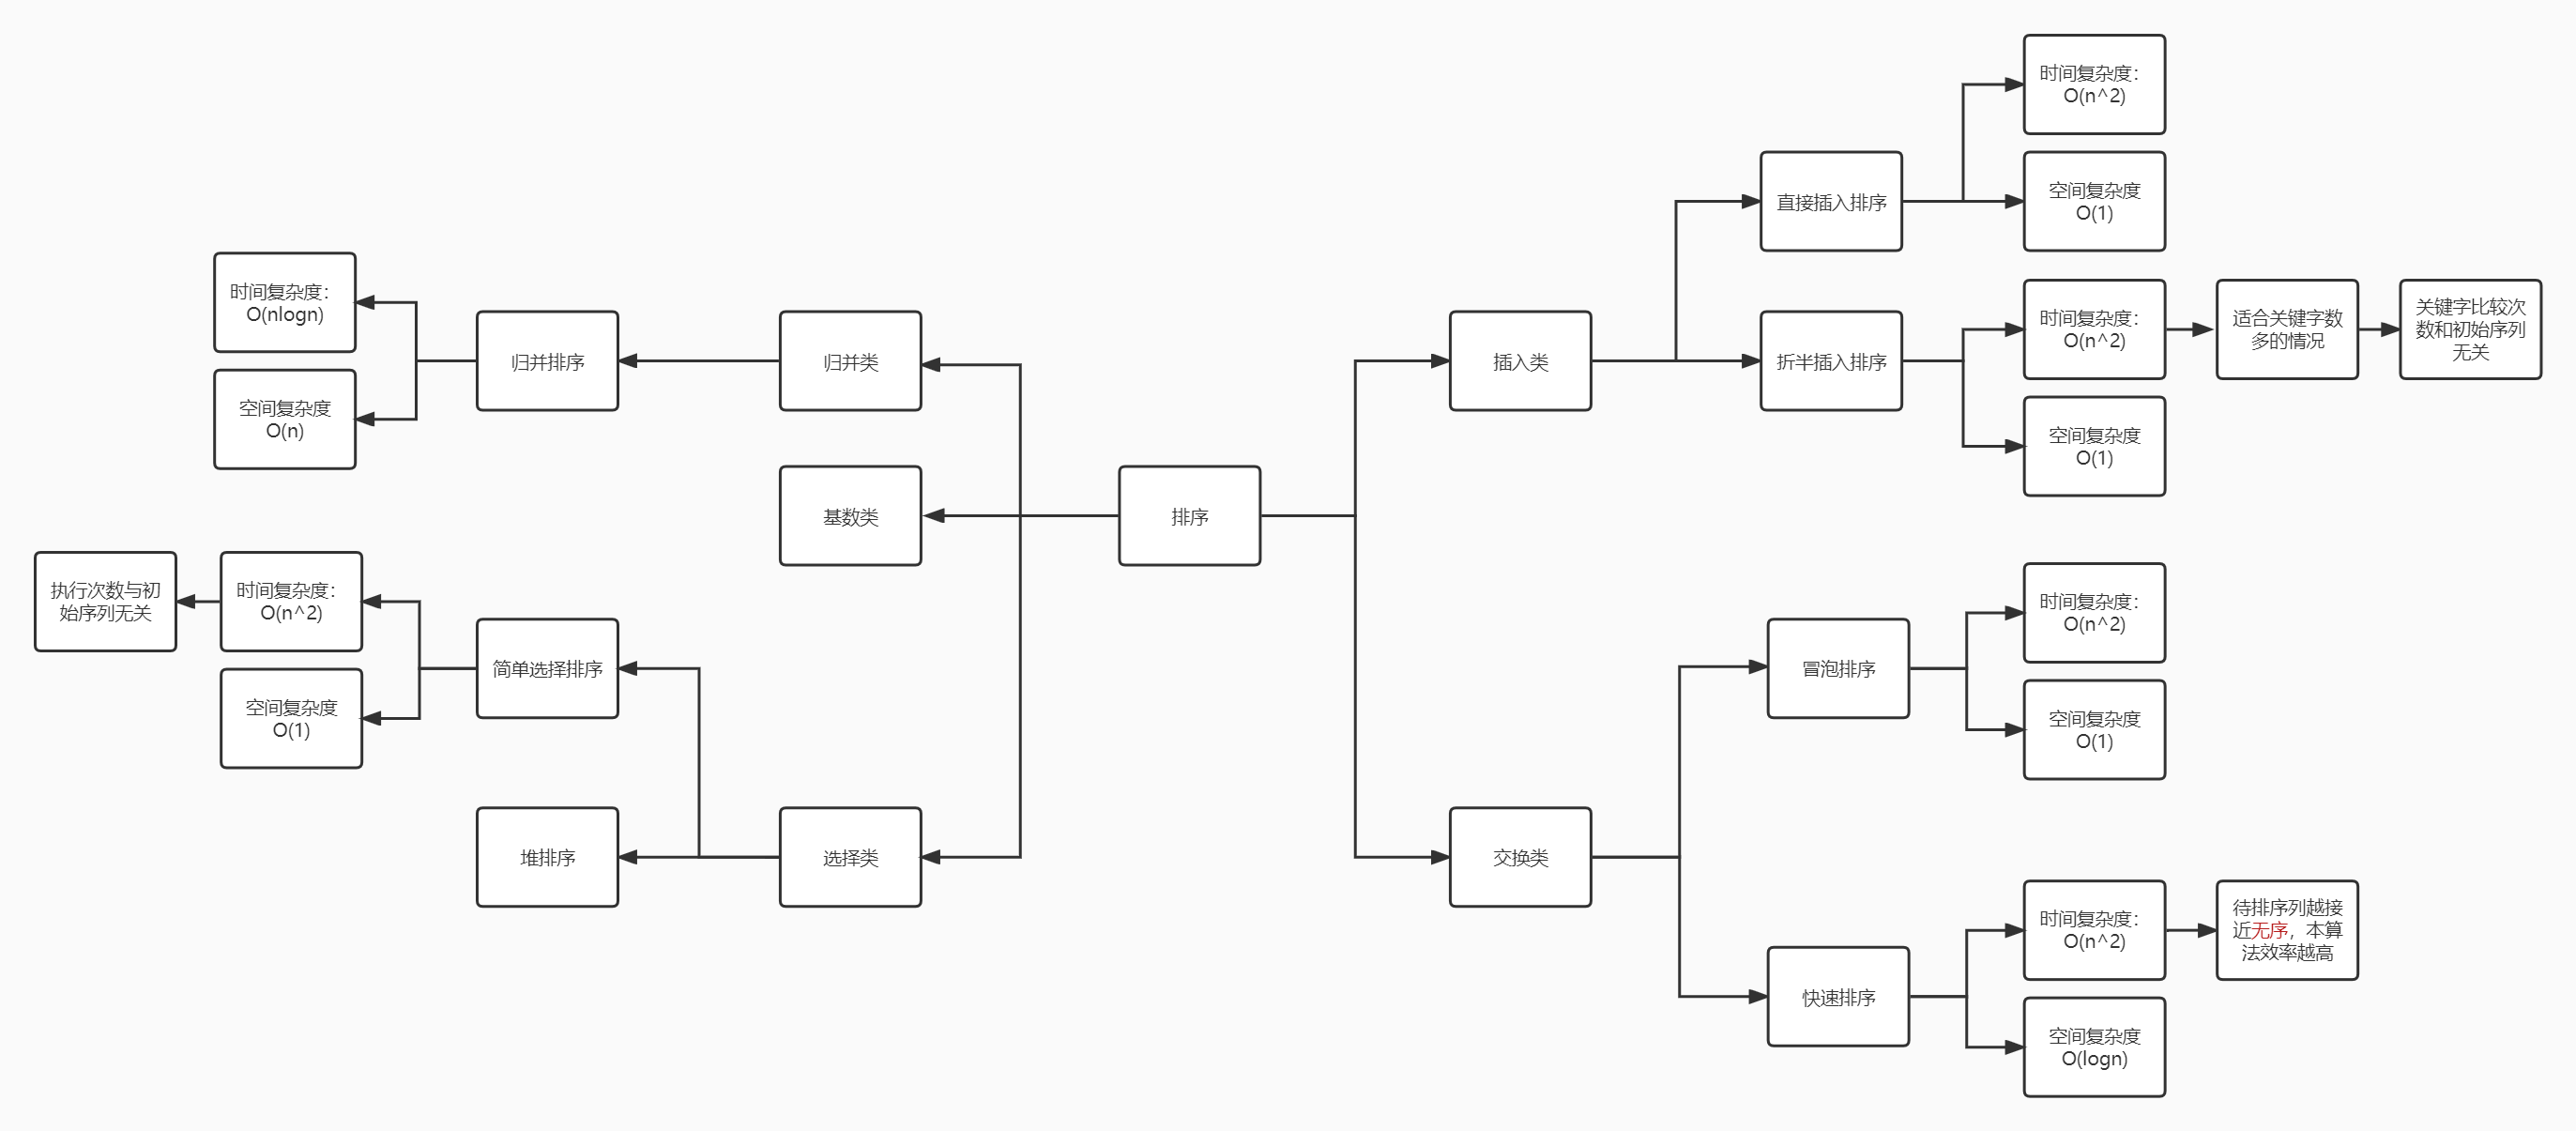 时间复杂度：
O(n^2)
直接插入排序
空间复杂度
O(1)
时间复杂度：
O(nlogn)
归并排序
归并类
空间复杂度
O(n)
插入类
折半插入排序
时间复杂度：
O(n^2)
适合关键字数
多的情况
关键字比较次
数和初始序列
无关
空间复杂度
O(1)
基数类
排序
执行次数与初
始序列无关
时间复杂度：
O(n^2)
简单选择排序
空间复杂度
O(1)
冒泡排序
时间复杂度：
O(n^2)
空间复杂度
O(1)
堆排序
选择类
交换类
快速排序
时间复杂度：
O(n^2)
待排序列越接
近无序，本算
法效率越高
空间复杂度
O(logn)